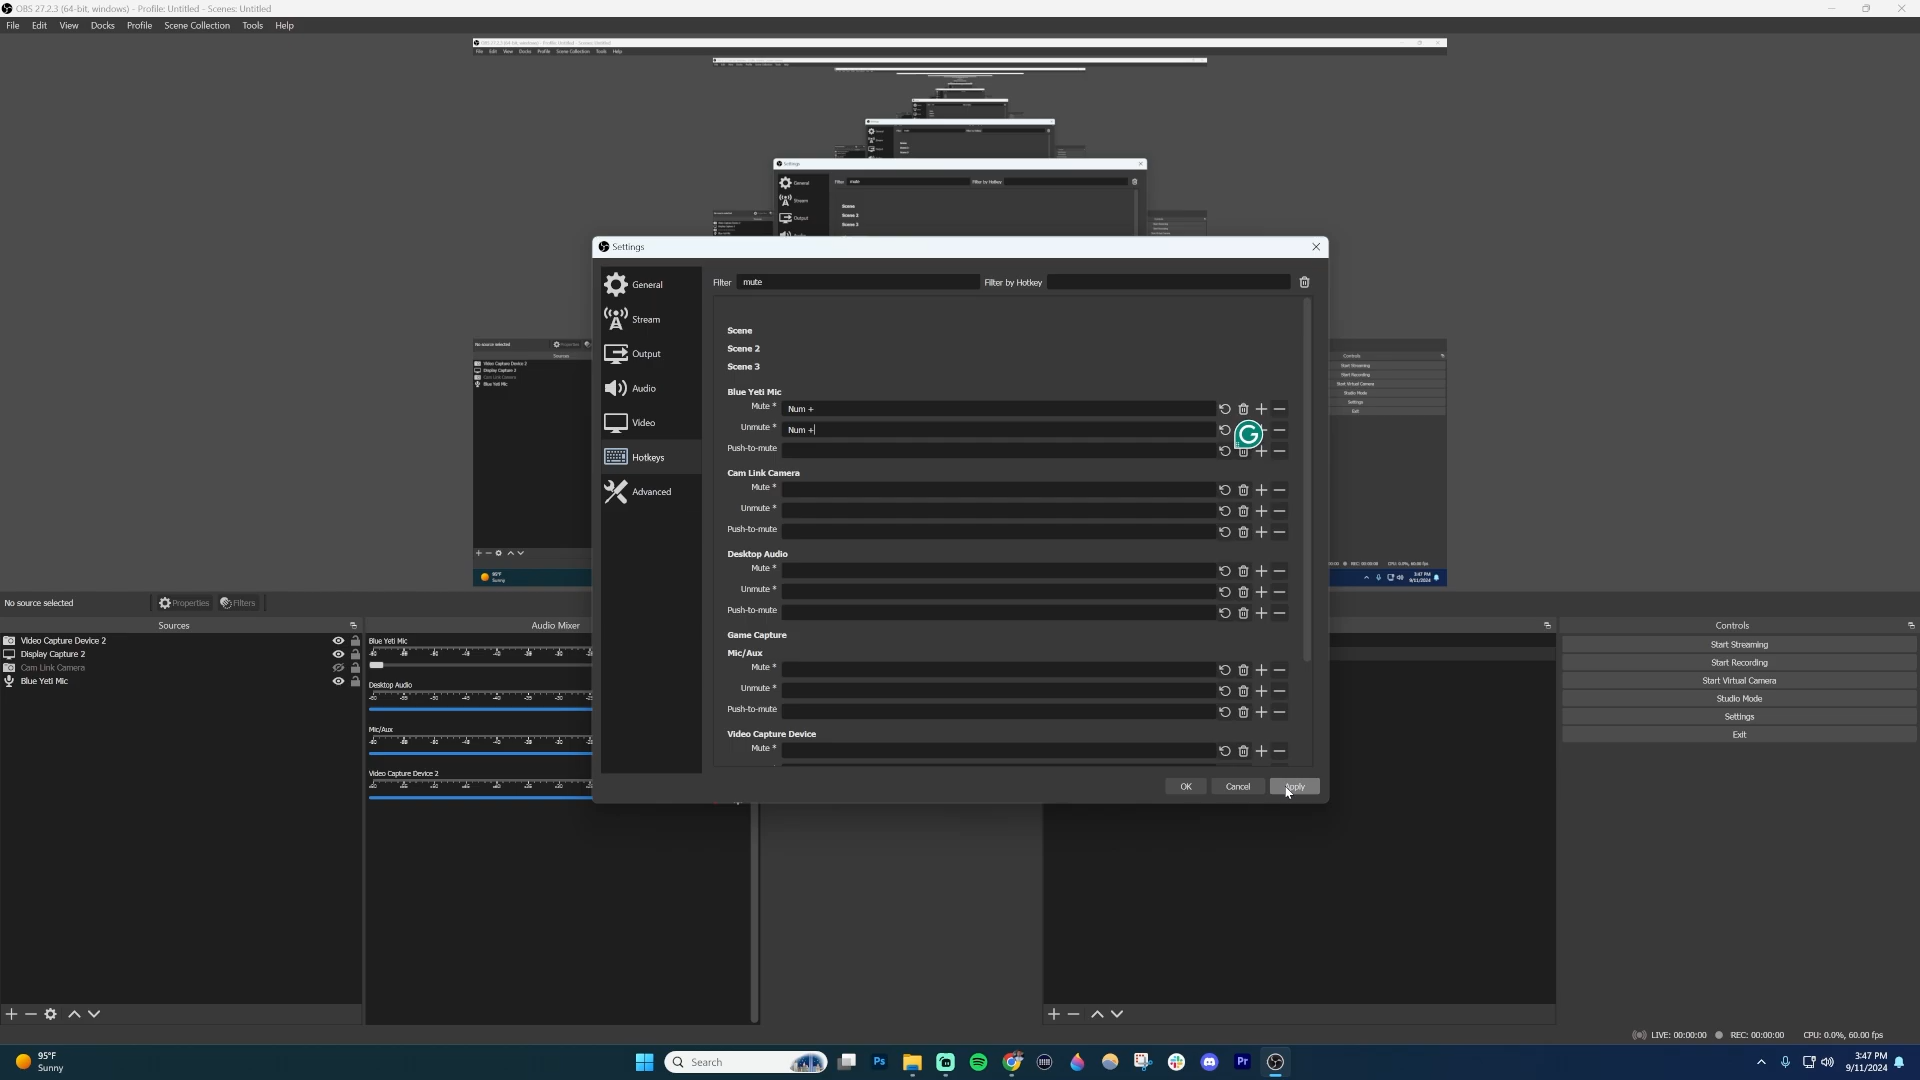 OBS 27.2.3 (64-bit, windows) - Profile: Untitled - Scenes: Untitled
File Edit View Docks Profile Scene Collection Tools Help
Settings
General
Stream
Output
Audio
Video
Hotkeys
Advanced
Filter mute Filter by Hotkey
Scene
Scene 2
Scene 3
Blue Yeti Mic
Mute * Num +
Unmute * Num +
Push-to-mute
Cam Link Camera
Mute *
Unmute *
Push-to-mute
Desktop Audio
Mute *
Unmute *
Push-to-mute
Game Capture
Mic/Aux
Mute *
Unmute *
Push-to-mute
Video Capture Device
Mute *
OK Cancel Apply
No source selected Properties Filters
Sources
Video Capture Device 2
Display Capture 2
Cam Link Camera
Blue Yeti Mic
Audio Mixer
Blue Yeti Mic
Desktop Audio
Mic/Aux
Video Capture Device 2
Controls
Start Streaming
Start Recording
Start Virtual Camera
Studio Mode
Settings
Exit
LIVE: 00:00:00 REC: 00:00:00 CPU: 0.0%, 60.00 fps
95°F
Sunny
Search
Ps
Pr
3:47 PM
9/11/2024